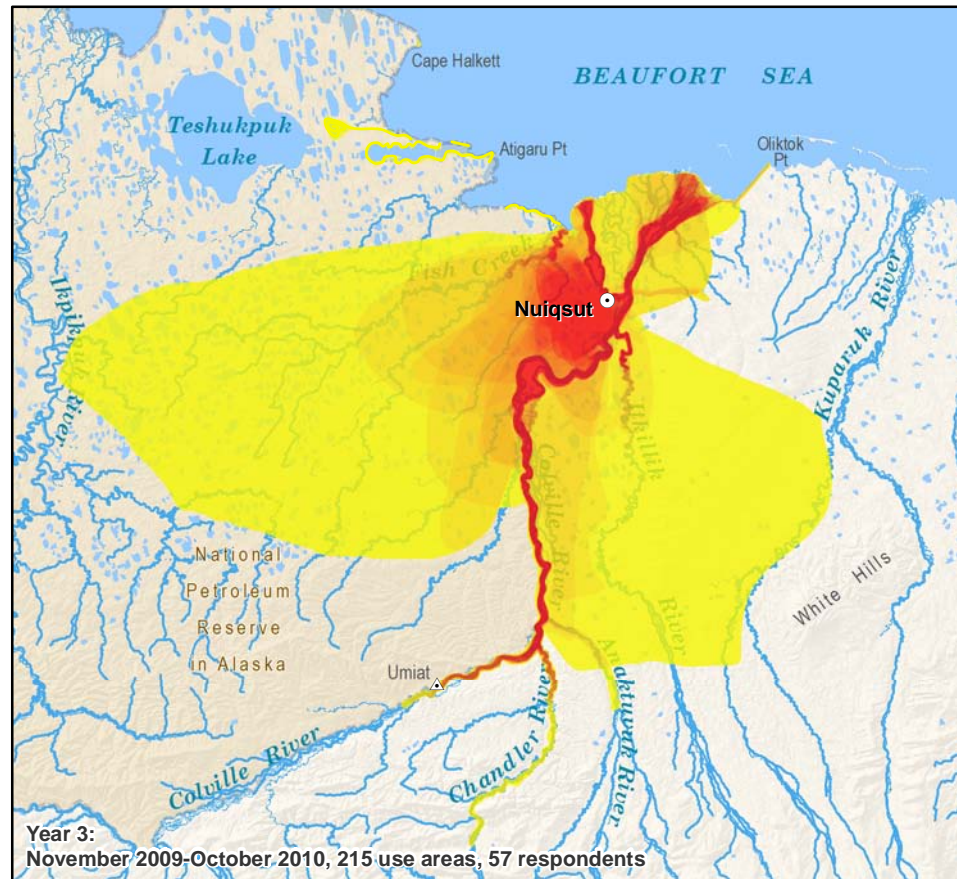 Cape Halkett
BEAUFORT SEA
Teshukpuk
Lake
Atigaru Pt
Oliktok
Pt
Fish Creek
Nuiqsut
Ikpikpuk River
Kuparuk River
Itkillik
River
Colville River
White Hills
National
Petroleum
Reserve
in Alaska
Umiat
Anaktuvuk River
Chandler River
Colville River
Year 3:
November 2009-October 2010, 215 use areas, 57 respondents